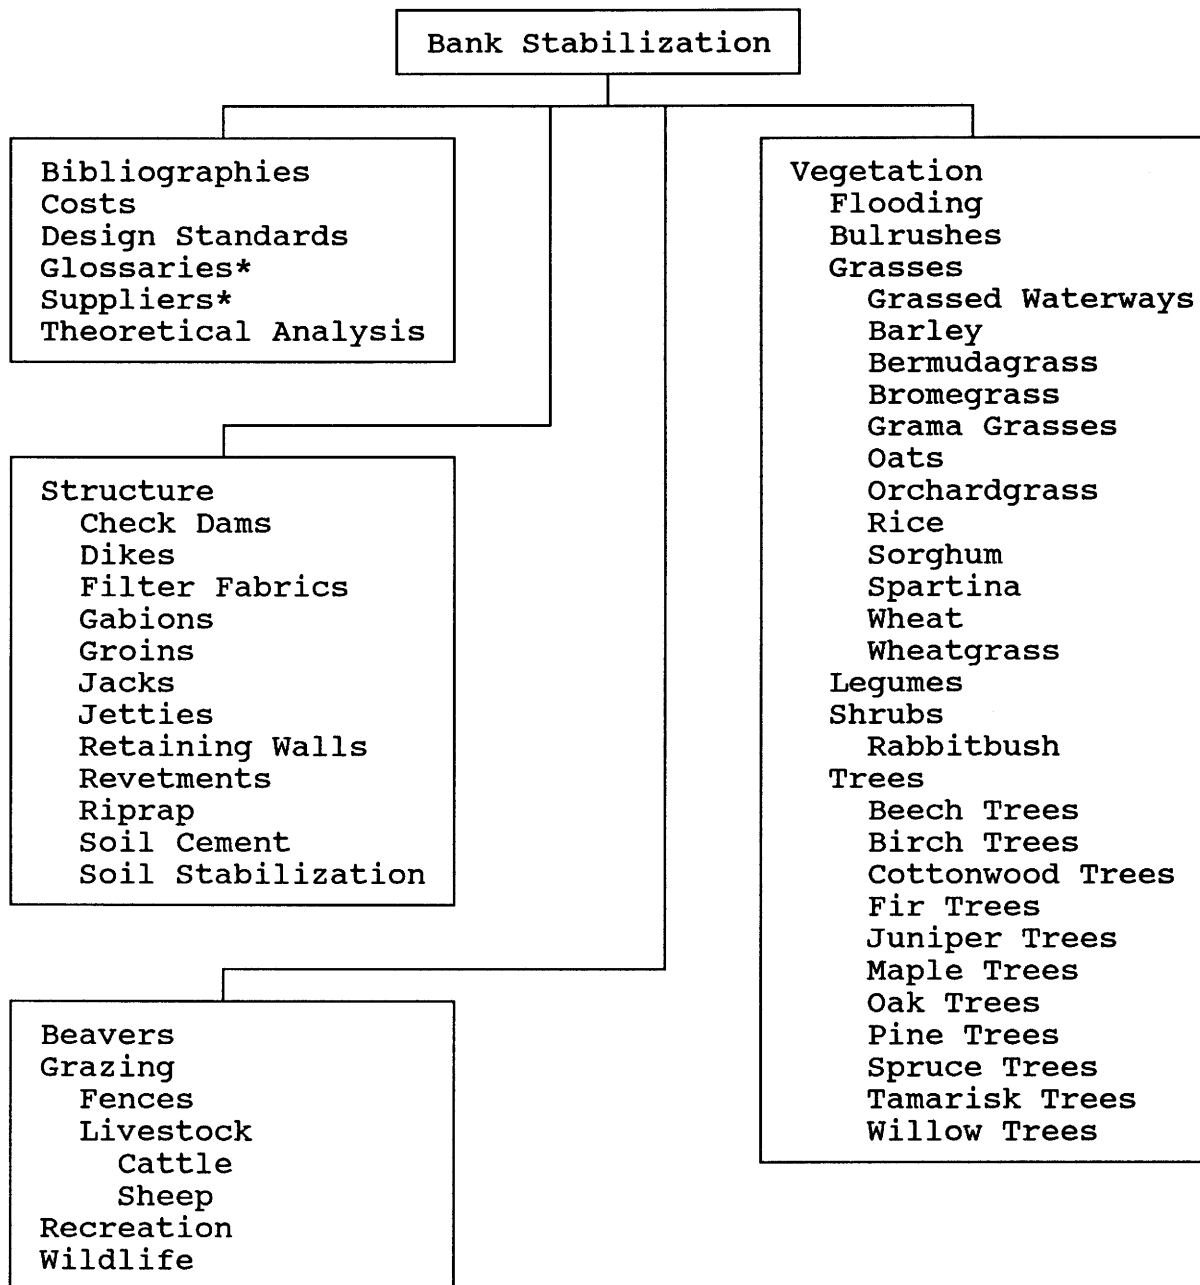 Bank Stabilization
Bibliographies
Costs
Design Standards
Glossaries*
Suppliers*
Theoretical Analysis
Structure
Check Dams
Dikes
Filter Fabrics
Gabions
Groins
Jacks
Jetties
Retaining Walls
Revetments
Riprap
Soil Cement
Soil Stabilization
Beavers
Grazing
Fences
Livestock
Cattle
Sheep
Recreation
Wildlife
Vegetation
Flooding
Bulrushes
Grasses
Grassed Waterways
Barley
Bermudagrass
Bromegrass
Grama Grasses
Oats
Orchardgrass
Rice
Sorghum
Spartina
Wheat
Wheatgrass
Legumes
Shrubs
Rabbitbush
Trees
Beech Trees
Birch Trees
Cottonwood Trees
Fir Trees
Juniper Trees
Maple Trees
Oak Trees
Pine Trees
Spruce Trees
Tamarisk Trees
Willow Trees